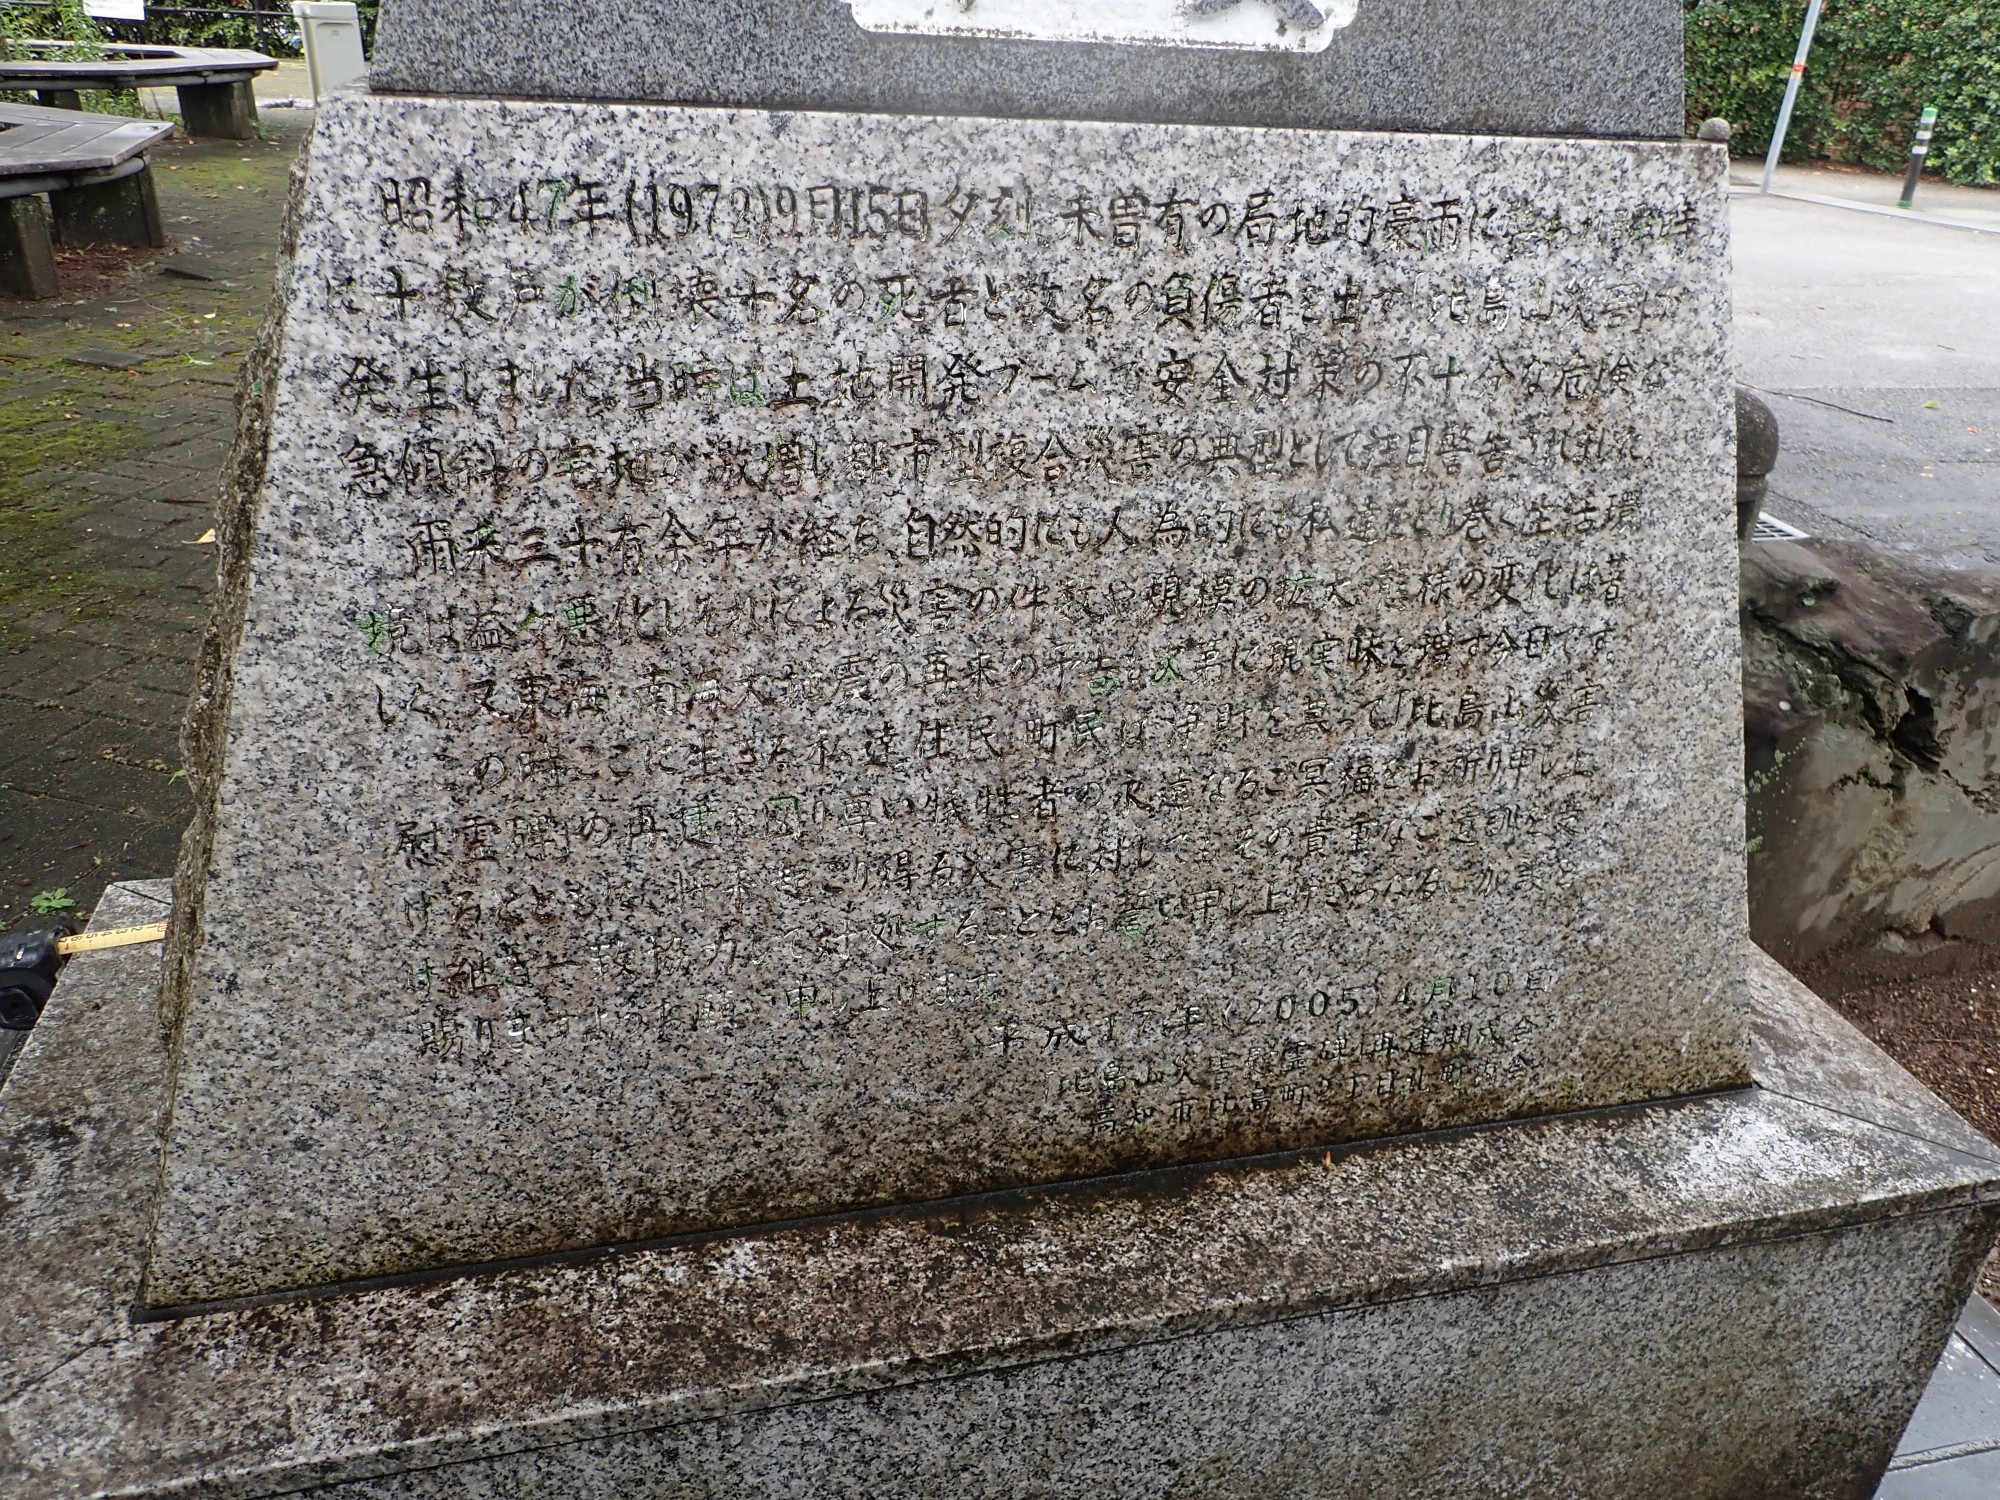 昭和47年(1972)9月15日夕刻、未曽有の局地的豪雨に
に十数戸が倒壊十名の死者と数名の負傷者を出す「比島山災害」が
発生しました。当時は土地開発ブームで安全対策の不十分な危険な
急傾斜の宅地が激増し都市型複合災害の典型として注目警告されました
爾来三十有余年が経ち、自然的にも人為的にも私達をとり巻く生活環
境は益々悪化しそれによる災害の件数や規模の拡大、態様の変化は著
しく、又東海・南海大地震の再来の予告も次第に現実味を増す今日です
この時ここに生きる私達住民、町民は浄財を募って「比島山災害
慰霊碑」の再建を図り尊い犠牲者の永遠なるご冥福をお祈り申し上
げるとともに、将来起こり得る災害に対しては その貴重なご遺訓を受
け継ぎ一致協力して対処することをお誓い申し上げ
賜りますようお願い申し上げます
平成17年(2005)4月10日
「比島山災害慰霊碑」再建期成会
高知市比島町2丁目北町内会